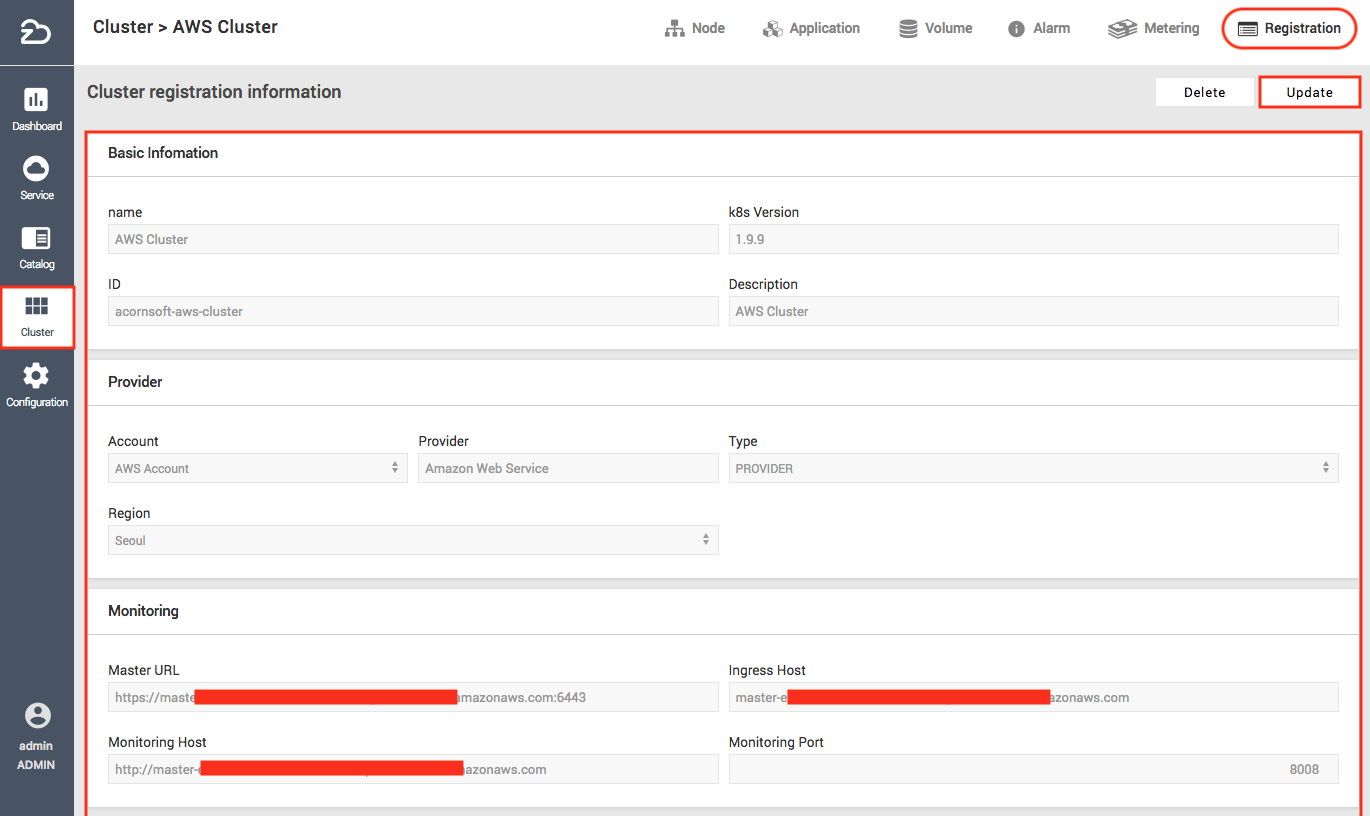 Cluster > AWS Cluster
Node
Application
Volume
Alarm
Metering
Registration
Dashboard
Service
Catalog
Cluster
Configuration
admin
ADMIN
Cluster registration information
Delete
Update
Basic Infomation
name
k8s Version
AWS Cluster
1.9.9
ID
Description
acornsoft-aws-cluster
AWS Cluster
Provider
Account
Provider
Type
AWS Account
Amazon Web Service
PROVIDER
Region
Seoul
Monitoring
Master URL
Ingress Host
https://maste
amazonaws.com:6443
master-e
azonaws.com
Monitoring Host
Monitoring Port
http://master-
azonaws.com
8008